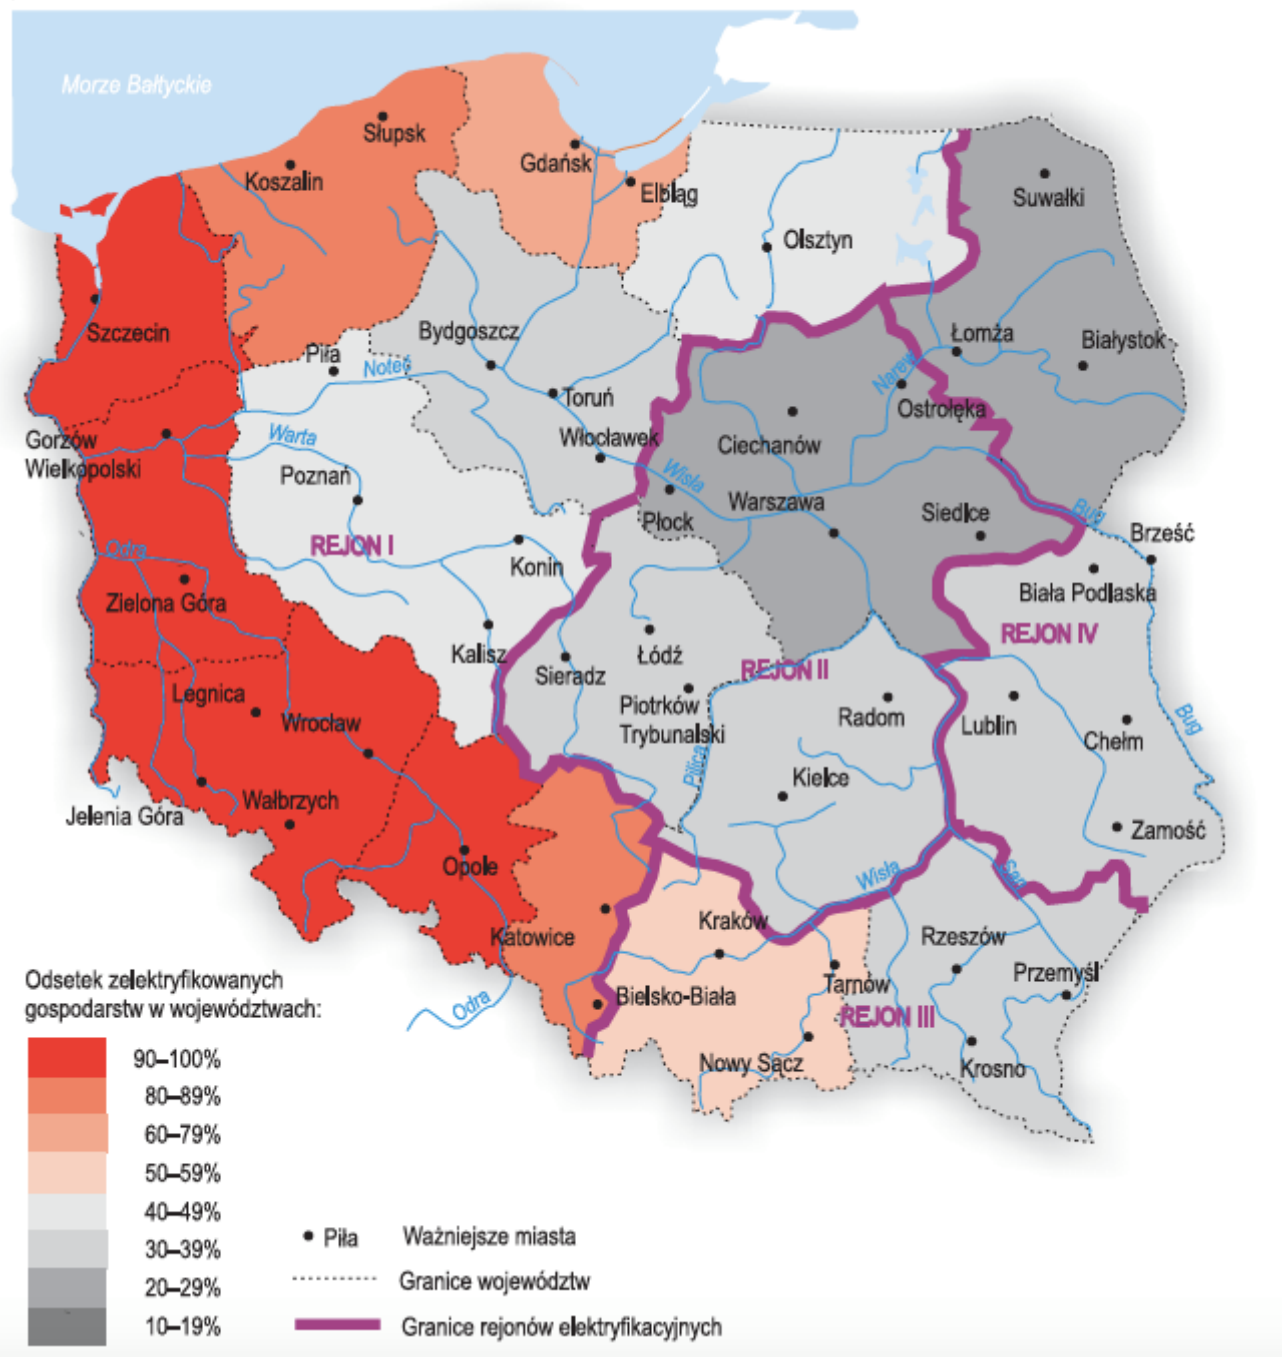 Morze Bałtyckie
Słupsk
Gdańsk
Koszalin
Elbląg
Suwałki
Olsztyn
Szczecin
Bydgoszcz
Łomża
Białystok
Piła
Noteć
Narew
Toruń
Ostrołęka
Gorzów
Wielkopolski
Warta
Włocławek
Ciechanów
Poznań
Wisła
Warszawa
Siedlce
Płock
Bug
Brześć
REJON I
Odra
Konin
Biała Podlaska
Zielona Góra
REJON IV
Kalisz
Łódź
Sieradz
REJON II
Legnica
Piotrków
Trybunalski
Wrocław
Radom
Lublin
Chełm
Bug
Pilica
Kielce
Jelenia Góra
Wałbrzych
Zamość
Opole
Wisła
San
Katowice
Kraków
Rzeszów
Przemyśl
Tarnów
Bielsko-Biała
Odra
REJON III
Nowy Sącz
Krosno
Odsetek zelektryfikowanych
gospodarstw w województwach:
90–100%
80–89%
60–79%
50–59%
40–49%
30–39%
20–29%
10–19%
Piła Ważniejsze miasta
Granice województw
Granice rejonów elektryfikacyjnych